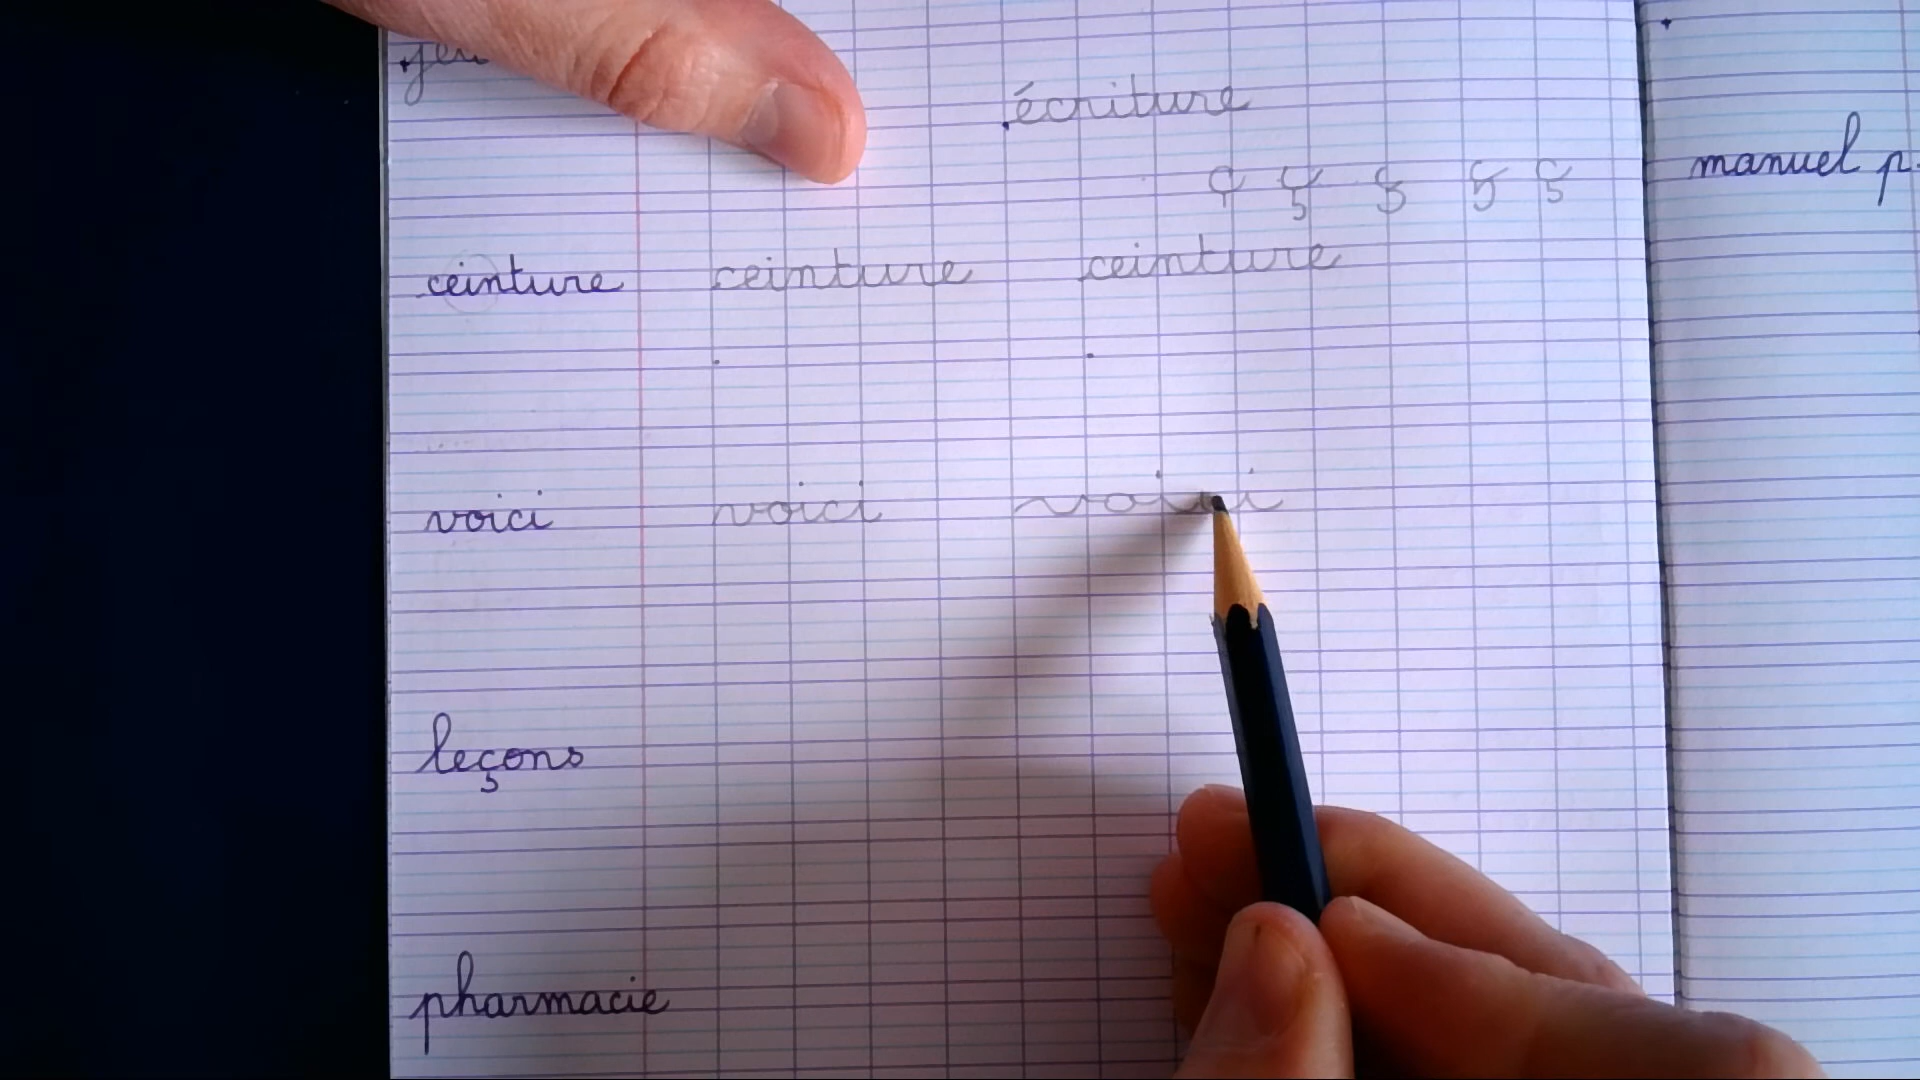 écriture
manuel p.
ceinture ceinture ceinture
voici voici
leçons
pharmacie